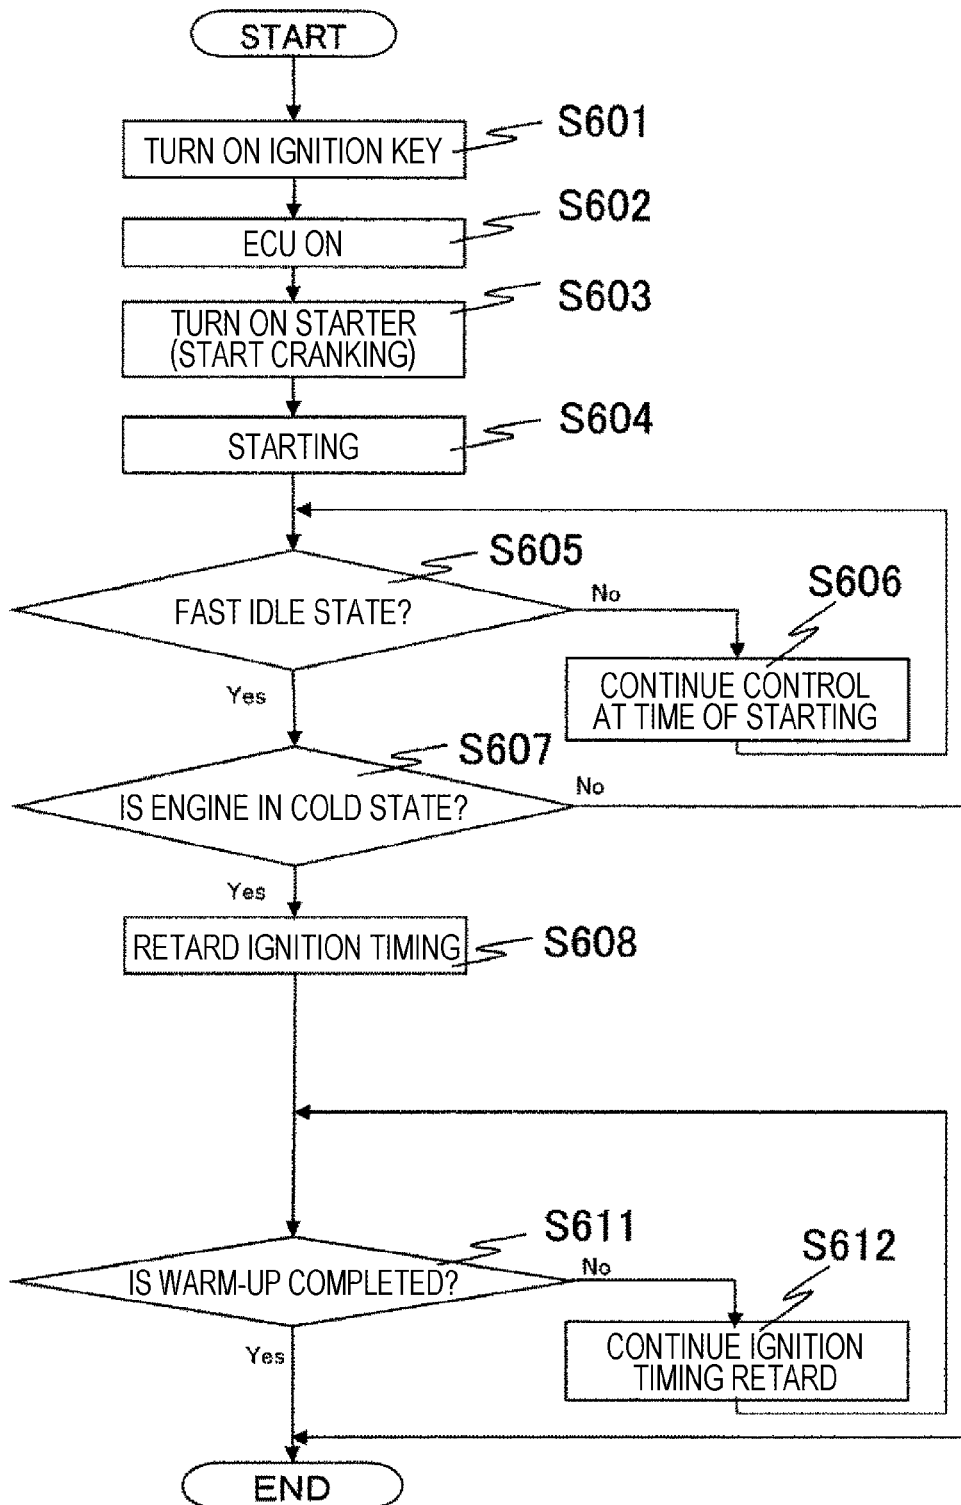 START
TURN ON IGNITION KEY
S601
ECU ON
S602
TURN ON STARTER
(START CRANKING)
S603
STARTING
S604
FAST IDLE STATE?
S605
No
Yes
S606
CONTINUE CONTROL
AT TIME OF STARTING
IS ENGINE IN COLD STATE?
S607
No
Yes
RETARD IGNITION TIMING
S608
IS WARM-UP COMPLETED?
S611
No
Yes
S612
CONTINUE IGNITION
TIMING RETARD
END